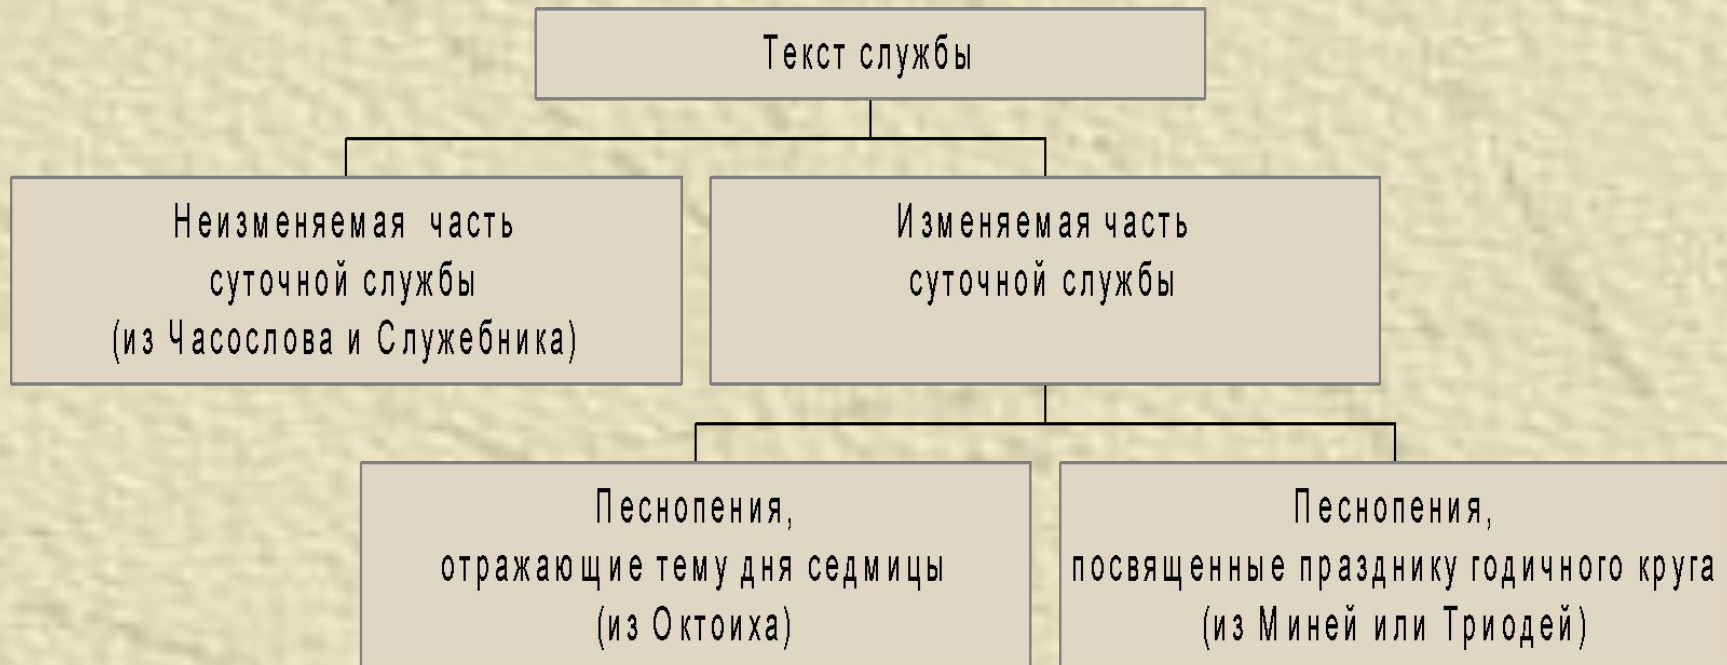 Текст службы
Неизменяемая часть
суточной службы
(из Часослова и Служебника)
Изменяемая часть
суточной службы
Песнопения,
отражающие тему дня седмицы
(из Октоиха)
Песнопения,
посвященные празднику годичного круга
(из Миней или Триодей)